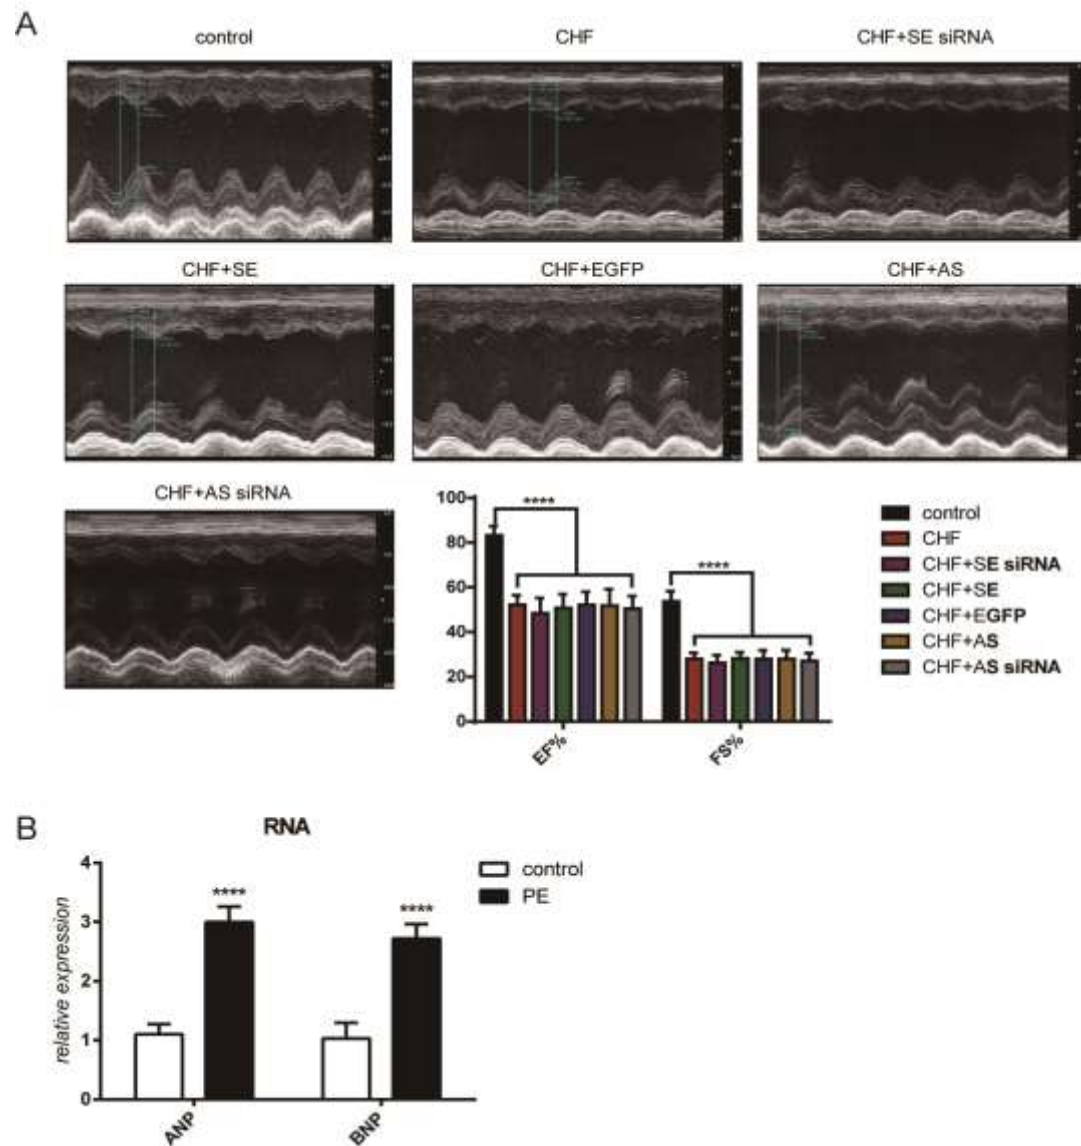 A
control
CHF
CHF+SE siRNA
CHF+SE
CHF+EGFP
CHF+AS
CHF+AS siRNA
100
80
60
40
20
0
****
****
EF%
FS%
control
CHF
CHF+SE siRNA
CHF+SE
CHF+EGFP
CHF+AS
CHF+AS siRNA
B
RNA
relative expression
4
3
2
1
0
****
****
ANP
BNP
control
PE